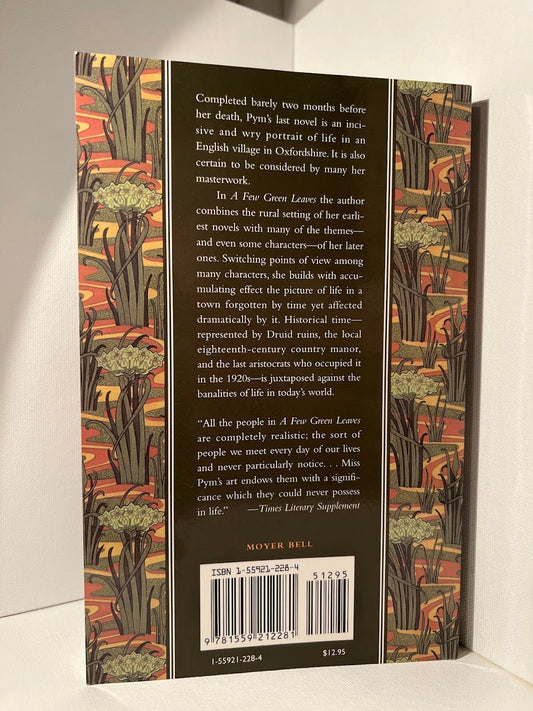 Completed barely two months before
her death, Pym's last novel is an inci-
sive and wry portrait of life in an
English village in Oxfordshire. It is also
certain to be considered by many her
masterwork.
In A Few Green Leaves the author
combines the rural setting of her earli-
est novels with many of the themes—
and even some characters—of her later
ones. Switching points of view among
many characters, she builds with accu-
mulating effect the picture of life in a
town forgotten by time yet affected
dramatically by it. Historical time—
represented by Druid ruins, the local
eighteenth-century country manor,
and the last aristocrats who occupied it
in the 1920s—is juxtaposed against the
banalities of life in today's world.
"All the people in A Few Green Leaves
are completely realistic; the sort of
people we meet every day of our lives
and never particularly notice. . . Miss
Pym's art endows them with a signifi-
cance which they could never possess
in life." —Times Literary Supplement
MOYER BELL
ISBN 1-55921-228-4
51295
9 781559 212281
1-55921-228-4 $12.95